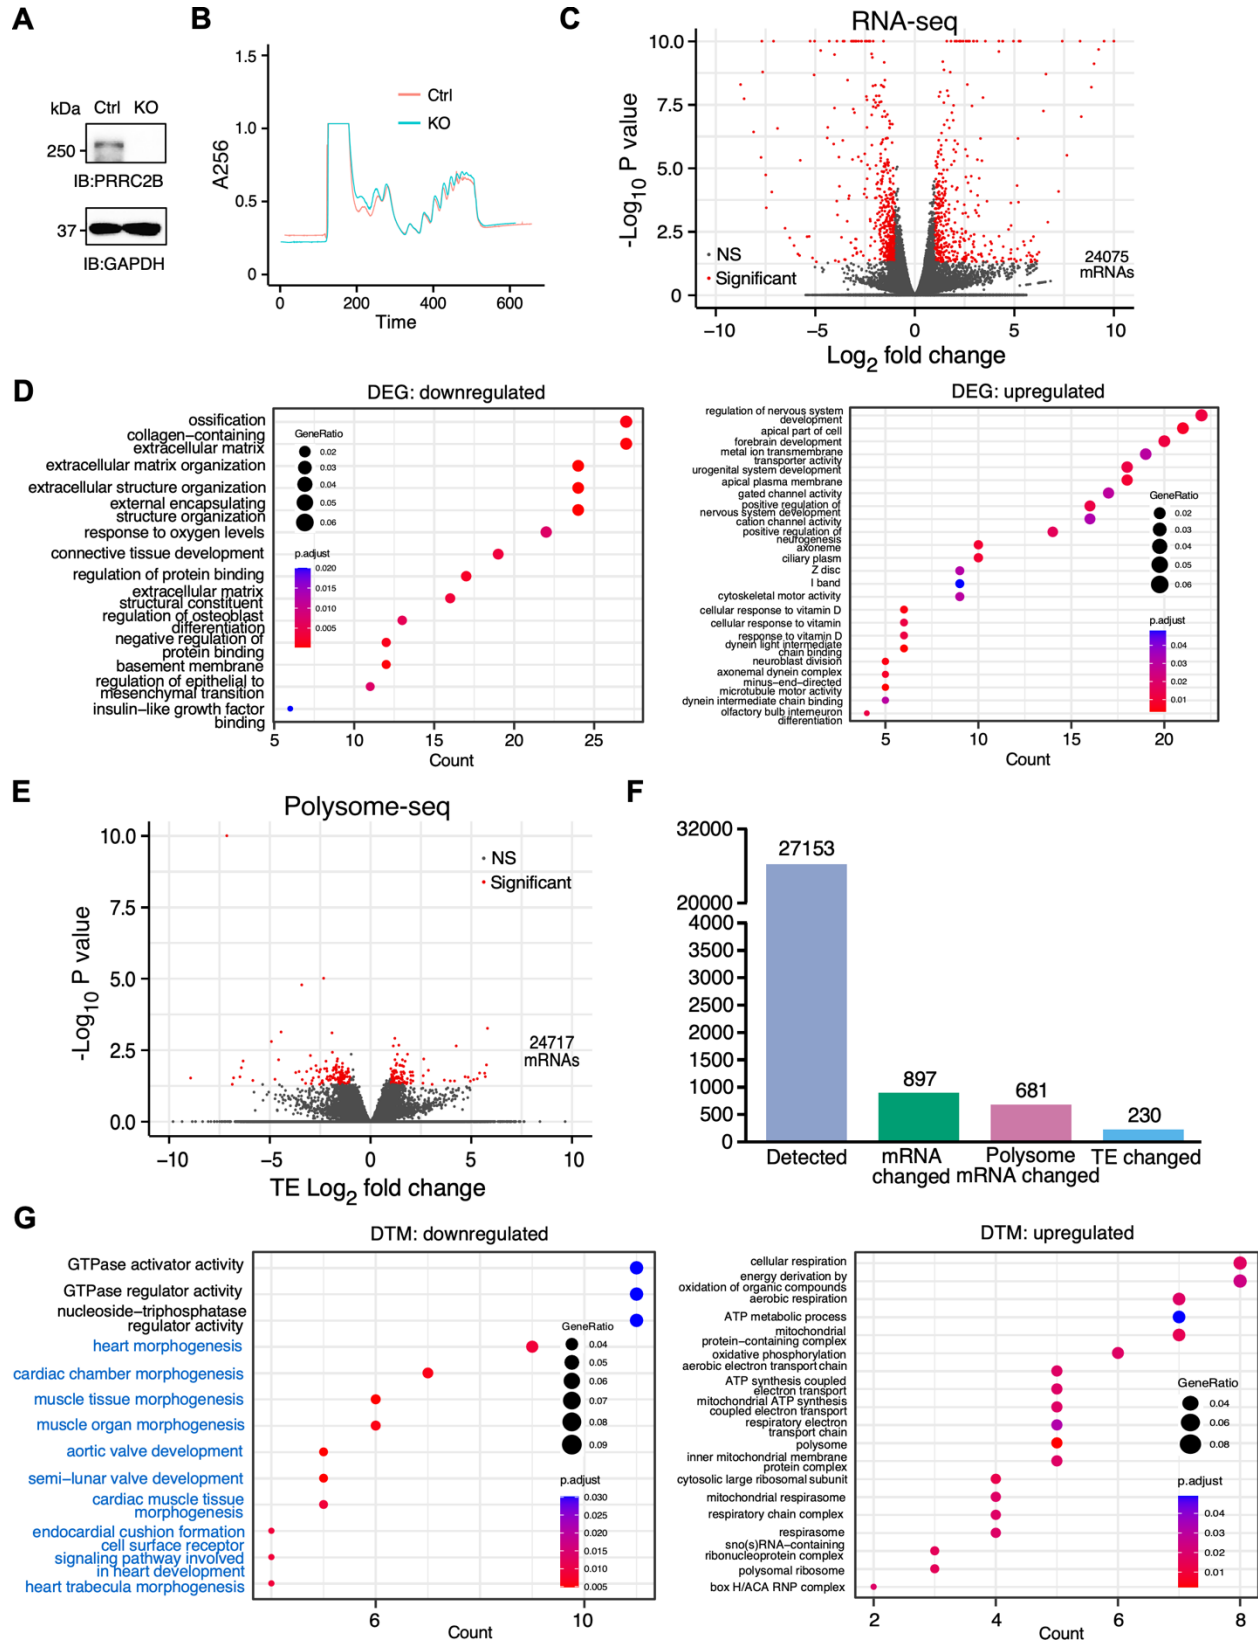 A
kDa Ctrl KO
250
IB:PRRC2B
37
IB:GAPDH
B
1.5
1.0
0.5
0
A256
Ctrl
KO
0 200 400 600
Time
C
RNA-seq
10.0
7.5
5.0
2.5
0
-Log10 P value
NS
Significant
24075
mRNAs
−10 −5 0 5 10
Log2 fold change
D
DEG: downregulated
ossification
collagen−containing
extracellular matrix
extracellular matrix organization
extracellular structure organization
external encapsulating
structure organization
response to oxygen levels
connective tissue development
regulation of protein binding
extracellular matrix
structural constituent
regulation of osteoblast
differentiation
negative regulation of
protein binding
basement membrane
regulation of epithelial to
mesenchymal transition
insulin−like growth factor
binding
GeneRatio
0.02
0.03
0.04
0.05
0.06
p.adjust
0.020
0.015
0.010
0.005
5 10 15 20 25
Count
DEG: upregulated
regulation of nervous system
development
apical part of cell
forebrain development
metal ion transmembrane
transporter activity
urogenital system development
apical plasma membrane
gated channel activity
positive regulation of
nervous system development
cation channel activity
positive regulation of
neurogenesis
axoneme
ciliary plasm
Z disc
I band
cytoskeletal motor activity
cellular response to vitamin D
cellular response to vitamin
response to vitamin D
dynein light intermediate
chain binding
neuroblast division
axonemal dynein complex
minus−end−directed
microtubule motor activity
dynein intermediate chain binding
olfactory bulb interneuron
differentiation
GeneRatio
0.02
0.03
0.04
0.05
0.06
p.adjust
0.04
0.03
0.02
0.01
5 10 15 20
Count
E
Polysome-seq
10.0
7.5
5.0
2.5
0.0
-Log10 P value
NS
Significant
24717
mRNAs
−10 −5 0 5 10
TE Log2 fold change
F
32000
20000
4000
3500
3000
2500
2000
1500
1000
500
0
27153
897
681
230
Detected
mRNA
changed
Polysome
mRNA changed
TE changed
G
DTM: downregulated
GTPase activator activity
GTPase regulator activity
nucleoside−triphosphatase
regulator activity
heart morphogenesis
cardiac chamber morphogenesis
muscle tissue morphogenesis
muscle organ morphogenesis
aortic valve development
semi−lunar valve development
cardiac muscle tissue
morphogenesis
endocardial cushion formation
cell surface receptor
signaling pathway involved
in heart development
heart trabecula morphogenesis
GeneRatio
0.04
0.05
0.06
0.07
0.08
0.09
p.adjust
0.030
0.025
0.020
0.015
0.010
0.005
6 10
Count
DTM: upregulated
cellular respiration
energy derivation by
oxidation of organic compounds
aerobic respiration
ATP metabolic process
mitochondrial
protein−containing complex
oxidative phosphorylation
aerobic electron transport chain
ATP synthesis coupled
electron transport
mitochondrial ATP synthesis
coupled electron transport
respiratory electron
transport chain
polysome
inner mitochondrial membrane
protein complex
cytosolic large ribosomal subunit
mitochondrial respirasome
respiratory chain complex
respirasome
sno(s)RNA−containing
ribonucleoprotein complex
polysomal ribosome
box H/ACA RNP complex
GeneRatio
0.04
0.06
0.08
p.adjust
0.04
0.03
0.02
0.01
2 4 6 8
Count